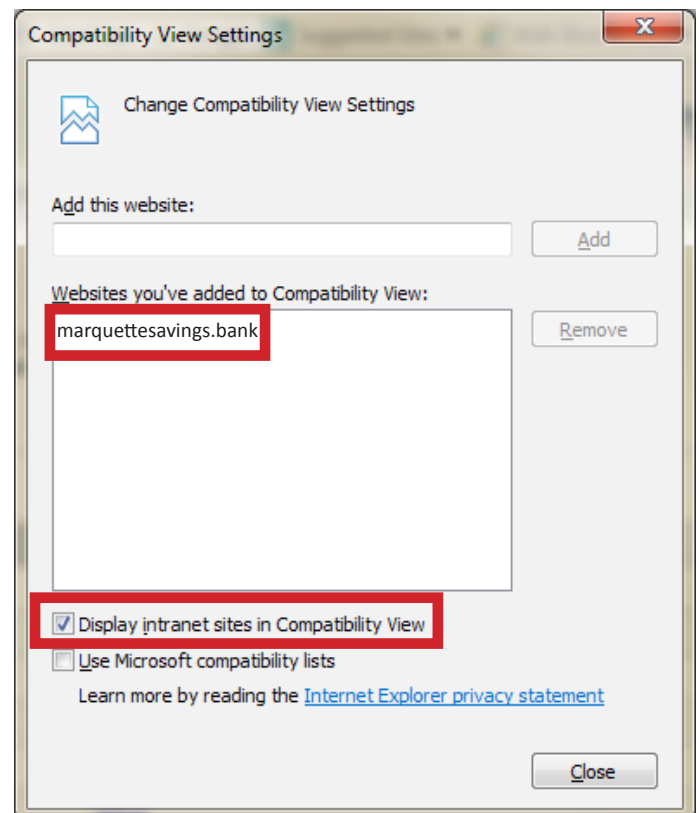 Compatibility View Settings
Change Compatibility View Settings
Add this website:
Add
Websites you've added to Compatibility View:
marquettesavings.bank
Remove
Display intranet sites in Compatibility View
Use Microsoft compatibility lists
Learn more by reading the Internet Explorer privacy statement
Close